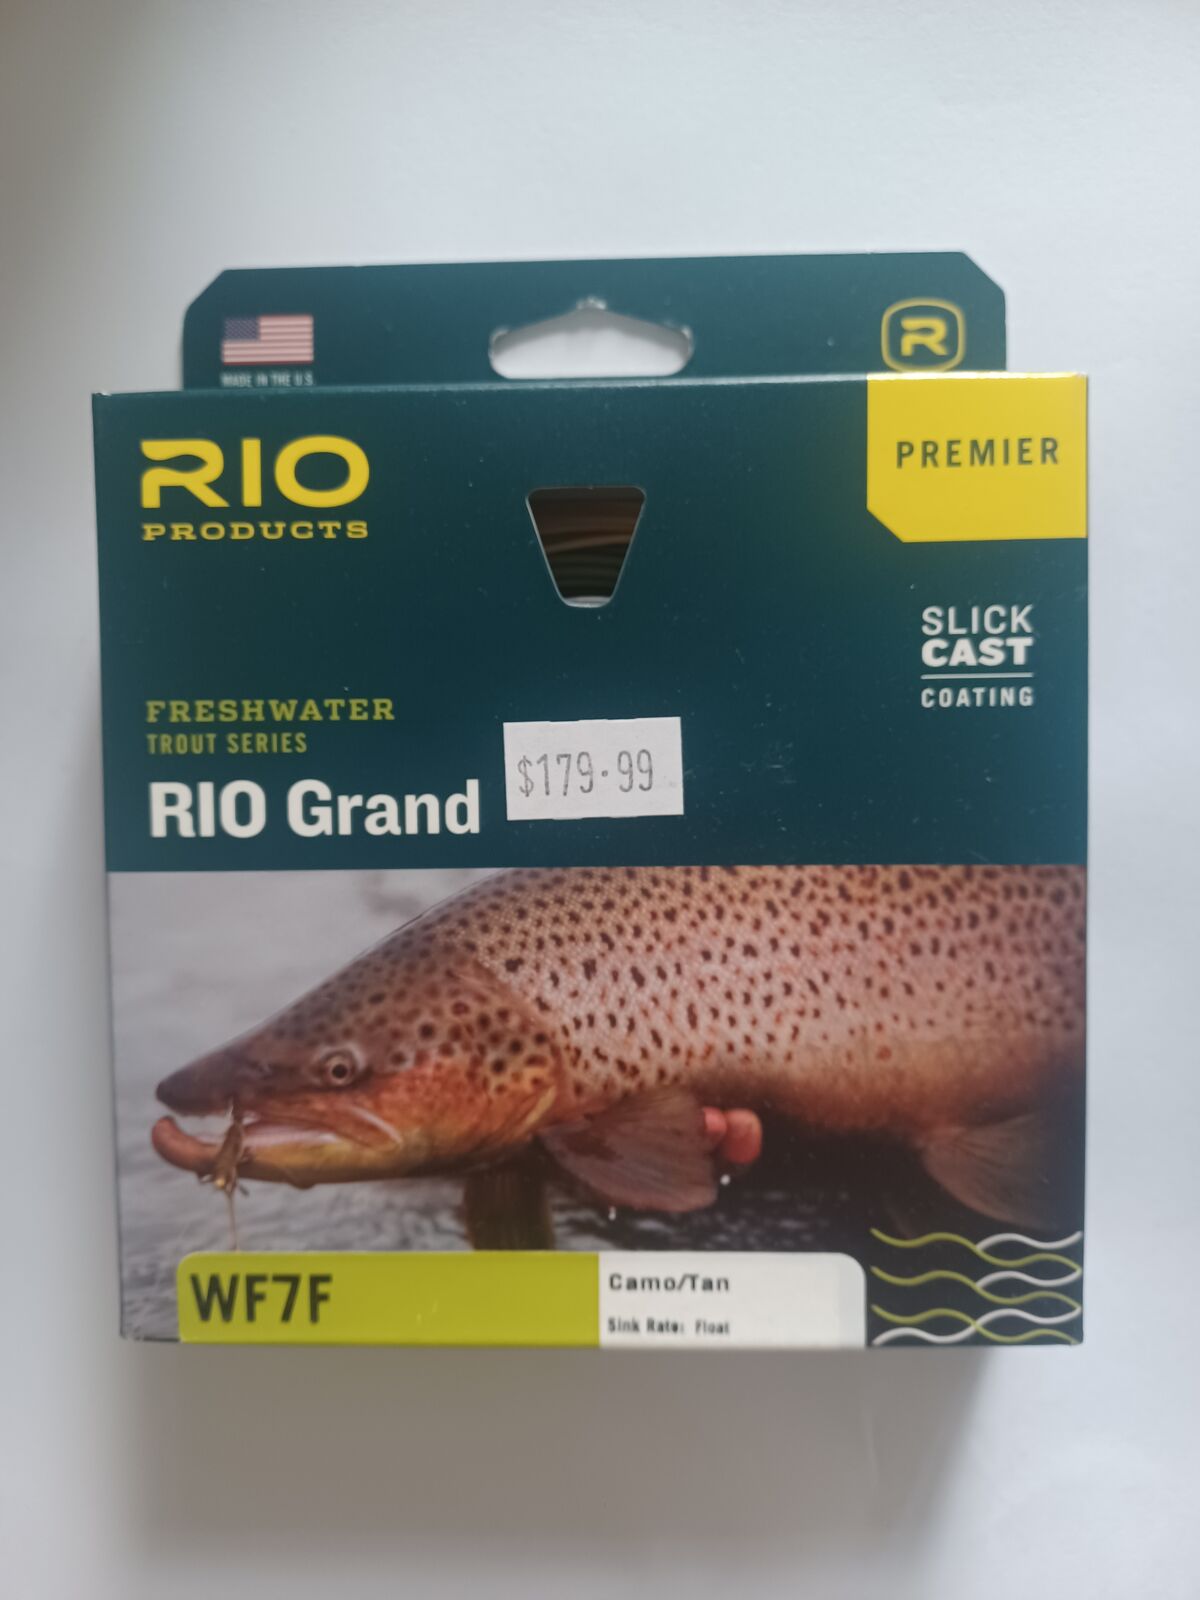 MADE IN THE U.S.
R
RIO
PRODUCTS
PREMIER
SLICK
CAST
COATING
FRESHWATER
TROUT SERIES
RIO Grand
$179.99
WF7F
Camo/Tan
Sink Rate: Float